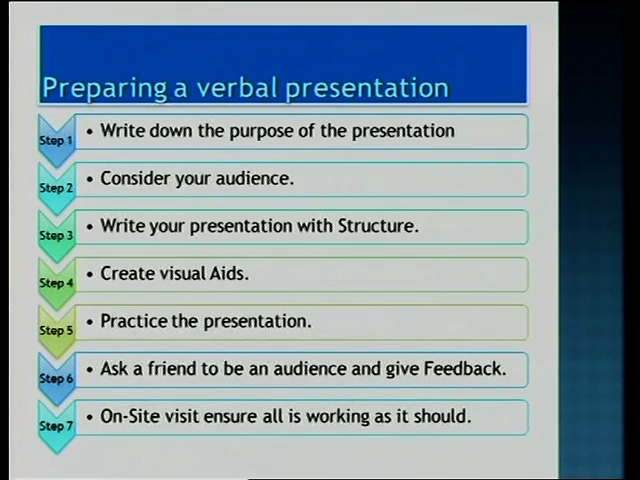 Preparing a verbal presentation
Step 1
• Write down the purpose of the presentation
Step 2
• Consider your audience.
Step 3
• Write your presentation with Structure.
Step 4
• Create visual Aids.
Step 5
• Practice the presentation.
Step 6
• Ask a friend to be an audience and give Feedback.
Step 7
• On-Site visit ensure all is working as it should.